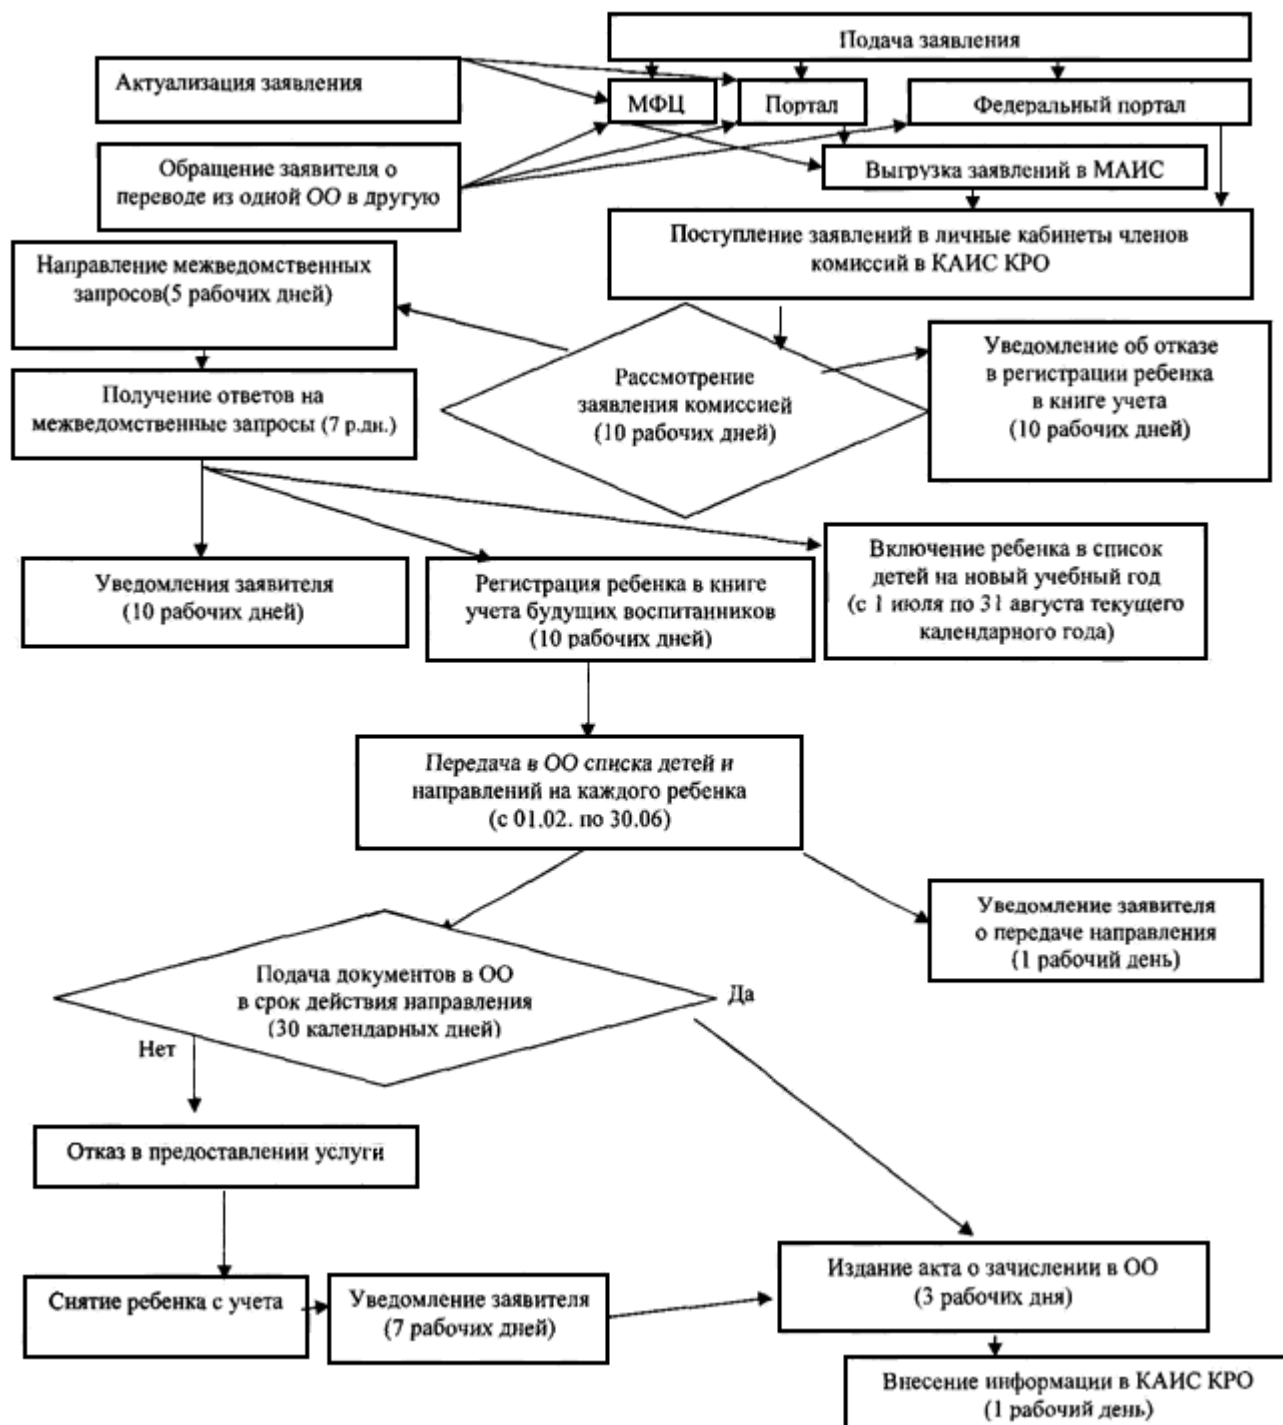 Подача заявления
Актуализация заявления
МФЦ
Портал
Федеральный портал
Обращение заявителя о
переводе из одной ОО в другую
Выгрузка заявлений в МАИС
Поступление заявлений в личные кабинеты членов
комиссий в КАИС КРО
Направление межведомственных
запросов(5 рабочих дней)
Рассмотрение
заявления комиссией
(10 рабочих дней)
Уведомление об отказе
в регистрации ребенка
в книге учета
(10 рабочих дней)
Получение ответов на
межведомственные запросы (7 р.дн.)
Уведомления заявителя
(10 рабочих дней)
Регистрация ребенка в книге
учета будущих воспитанников
(10 рабочих дней)
Включение ребенка в список
детей на новый учебный год
(с 1 июля по 31 августа текущего
календарного года)
Передача в ОО списка детей и
направлений на каждого ребенка
(с 01.02. по 30.06)
Уведомление заявителя
о передаче направления
(1 рабочий день)
Подача документов в ОО
в срок действия направления
(30 календарных дней)
Да
Нет
Отказ в предоставлении услуги
Снятие ребенка с учета
Уведомление заявителя
(7 рабочих дней)
Издание акта о зачислении в ОО
(3 рабочих дня)
Внесение информации в КАИС КРО
(1 рабочий день)